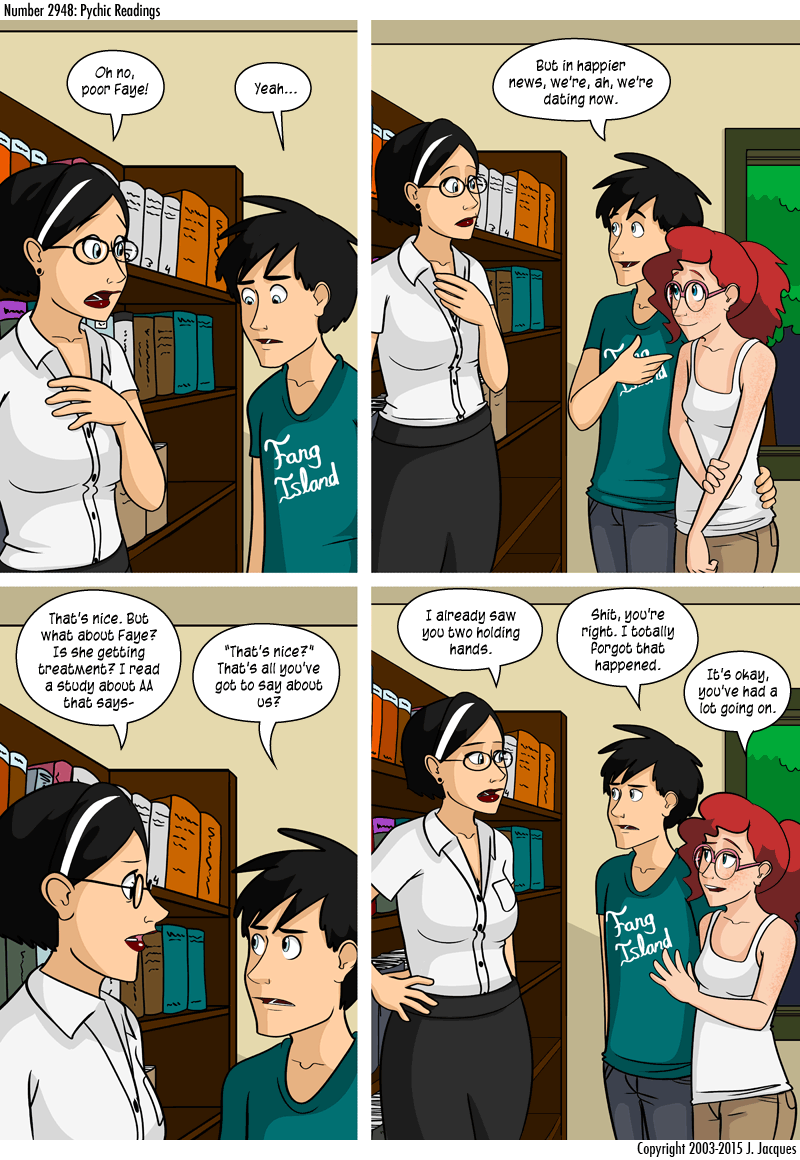 Number 2948: Pychic Readings
Oh no,
poor Faye!
Yeah...
Fang
Island
But in happier
news, we're, ah, we're
dating now.
Fang
Island
That's nice. But
what about Faye?
Is she getting
treatment? I read
a study about AA
that says-
"That's nice?"
That's all you've
got to say about
us?
I already saw
you two holding
hands.
Shit, you're
right. I totally
forgot that
happened.
It's okay,
you've had a
lot going on.
Fang
Island
Copyright 2003-2015 J. Jacques